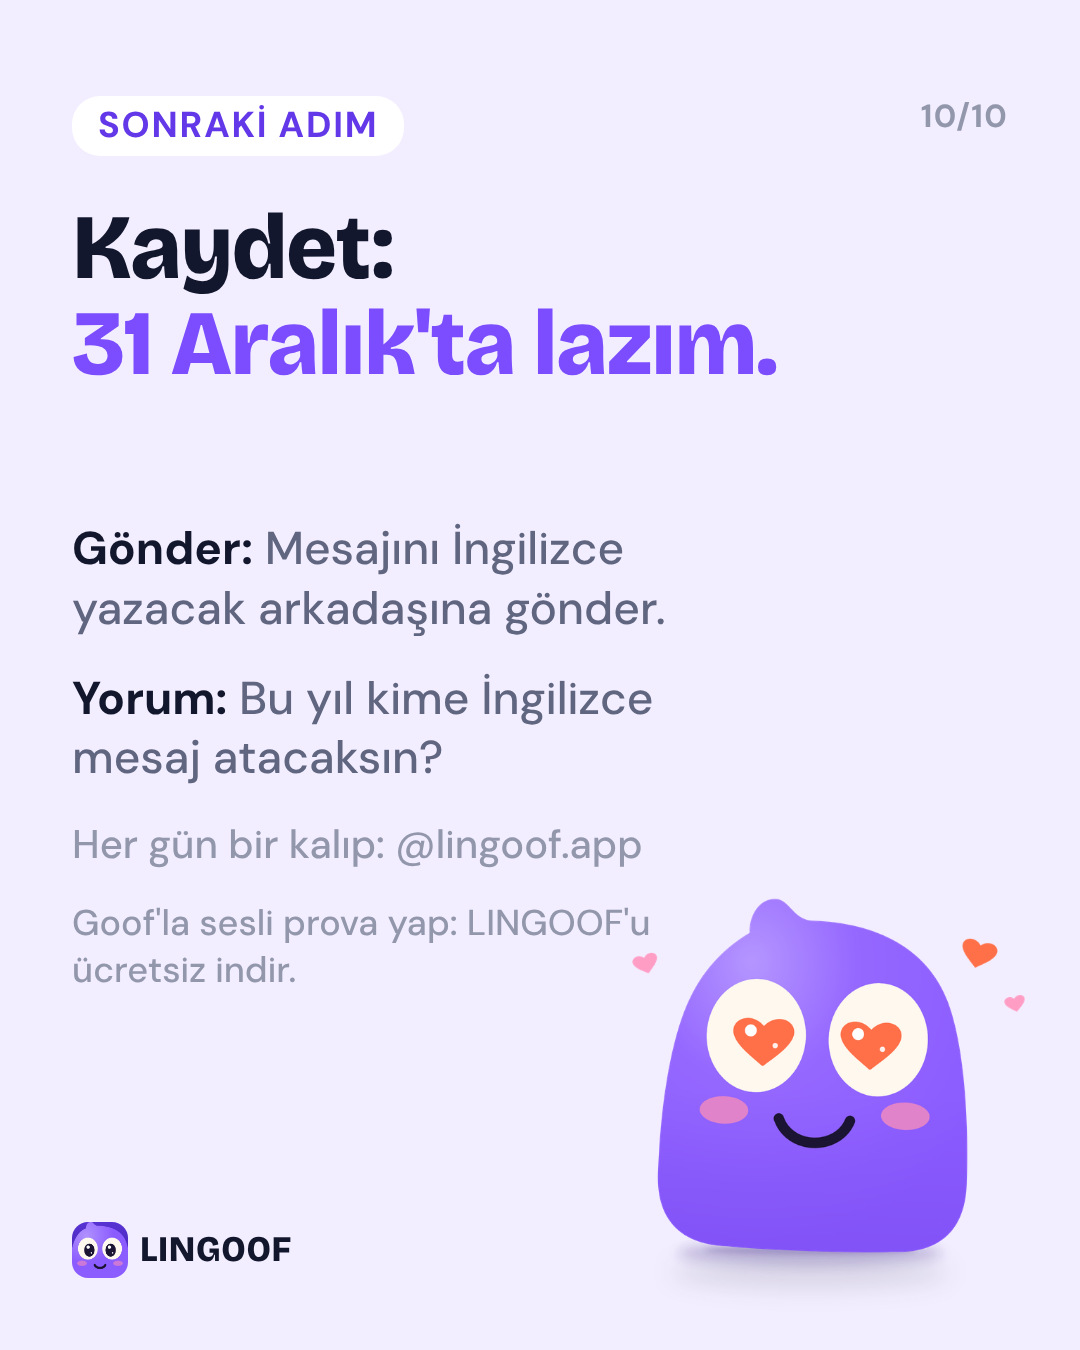 SONRAKİ ADIM
10/10
Kaydet:
31 Aralık'ta lazım.
Gönder: Mesajını İngilizce
yazacak arkadaşına gönder.
Yorum: Bu yıl kime İngilizce
mesaj atacaksın?
Her gün bir kalıp: @lingoof.app
Goof'la sesli prova yap: LINGOOF'u
ücretsiz indir.
LINGOOF